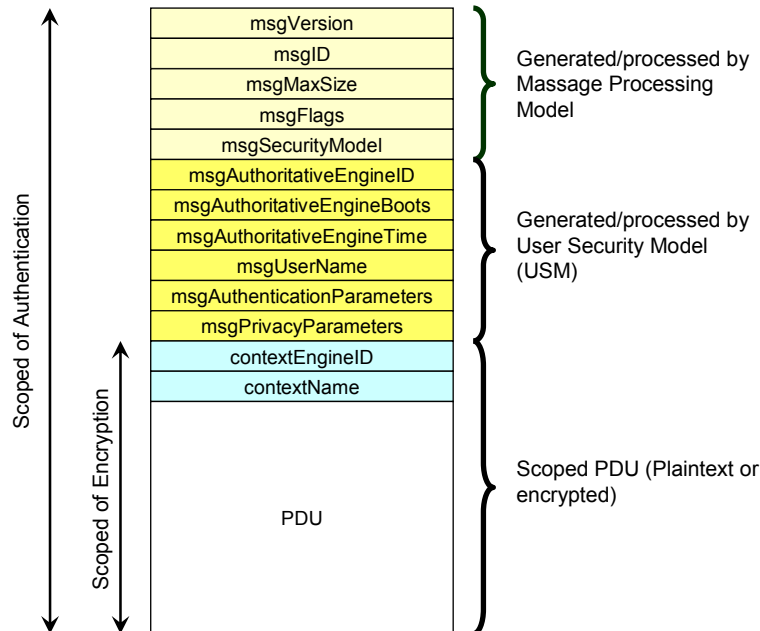 msgVersion
msgID
msgMaxSize
msgFlags
msgSecurityModel
msgAuthoritativeEngineID
msgAuthoritativeEngineBoots
msgAuthoritativeEngineTime
msgUserName
msgAuthenticationParameters
msgPrivacyParameters
contextEngineID
contextName
PDU
Scoped of Authentication
Scoped of Encryption
Generated/processed by
Massage Processing
Model
Generated/processed by
User Security Model
(USM)
Scoped PDU (Plaintext or
encrypted)